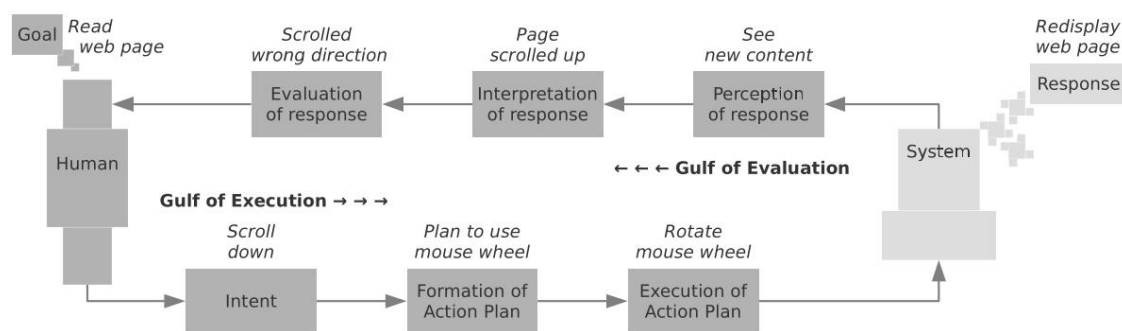 Goal
Read
web page
Scrolled
wrong direction
Page
scrolled up
See
new content
Redisplay
web page
Response
Evaluation
of response
Interpretation
of response
Perception
of response
Human
System
← ← ← Gulf of Evaluation
Gulf of Execution → → →
Scroll
down
Plan to use
mouse wheel
Rotate
mouse wheel
Intent
Formation of
Action Plan
Execution of
Action Plan